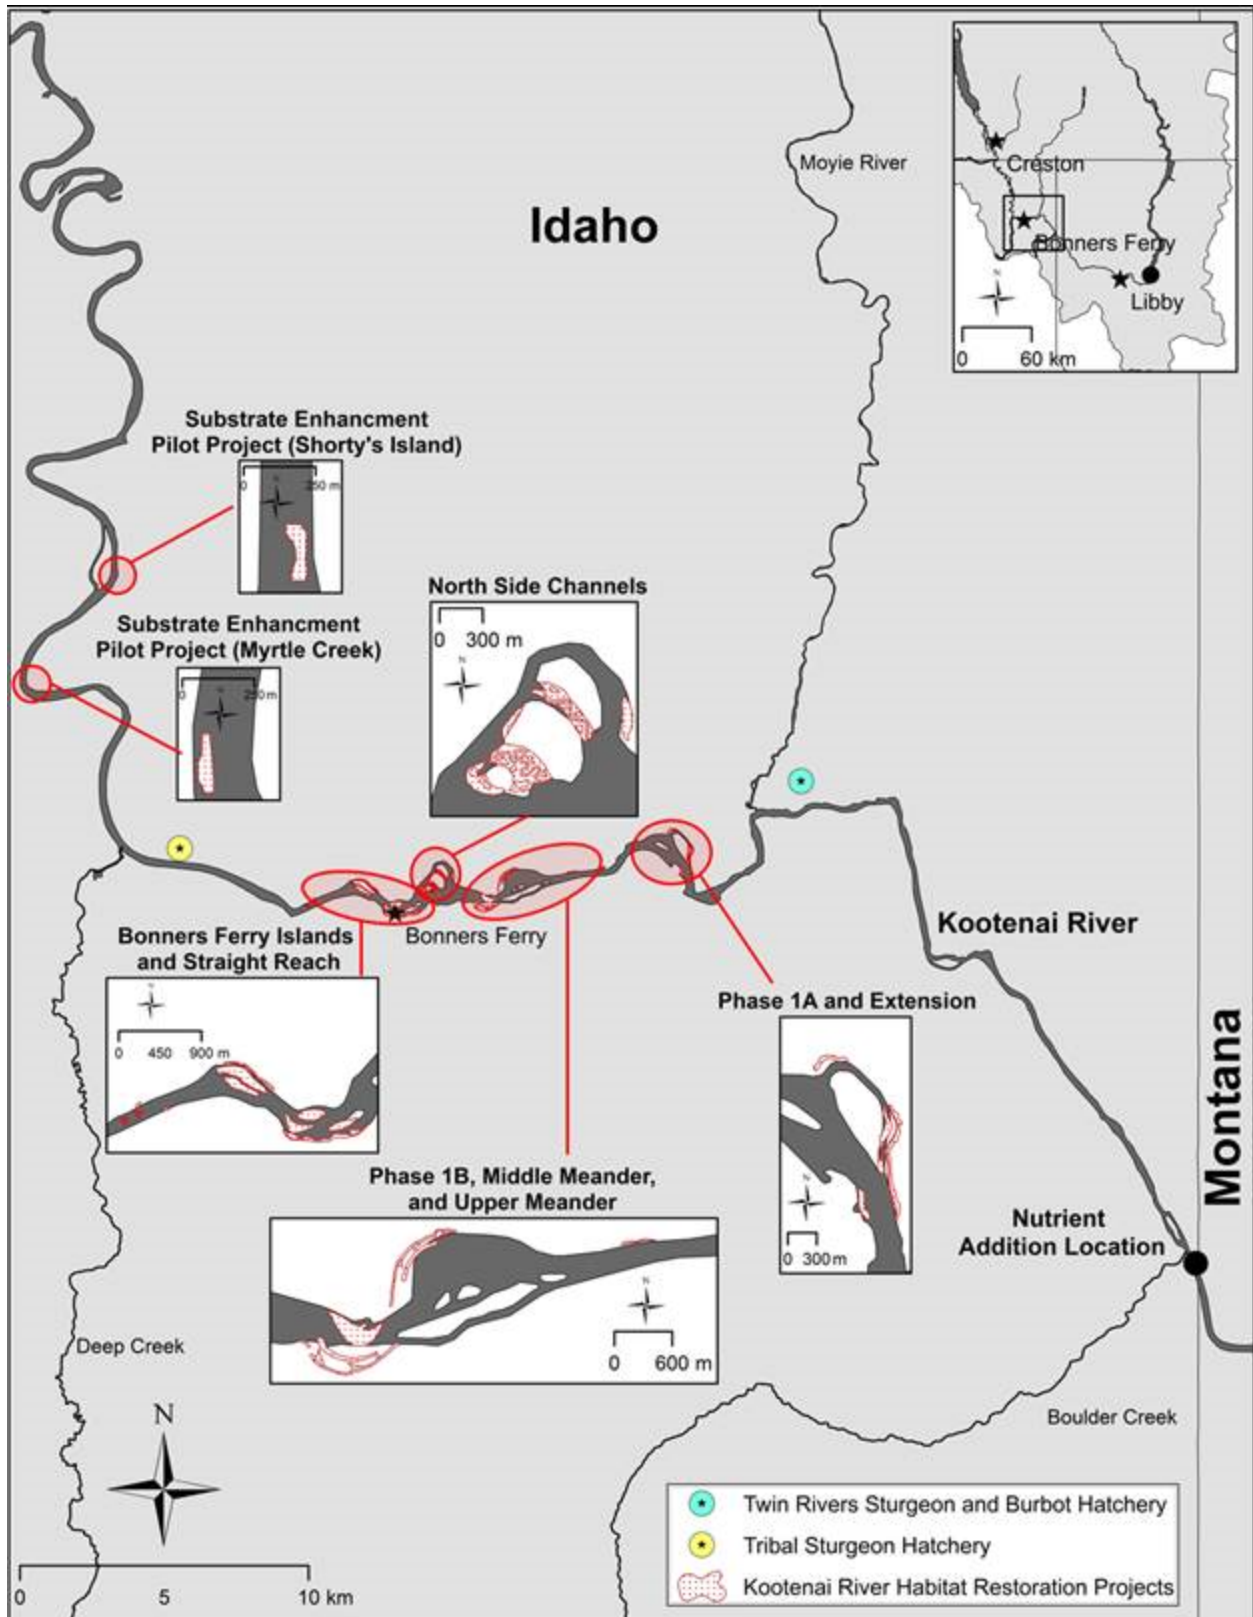 Moyie River
Idaho
Creston
Bonners Ferry
N
Libby
0 60 km
Substrate Enhancment
Pilot Project (Shorty's Island)
0 250 m
N
Substrate Enhancment
Pilot Project (Myrtle Creek)
0 250 m
N
North Side Channels
0 300 m
N
Kootenai River
Bonners Ferry
Bonners Ferry Islands
and Straight Reach
N
0 450 900 m
Phase 1A and Extension
N
0 300 m
Montana
Phase 1B, Middle Meander,
and Upper Meander
N
0 600 m
Nutrient
Addition Location
Deep Creek
Boulder Creek
N
0 5 10 km
Twin Rivers Sturgeon and Burbot Hatchery
Tribal Sturgeon Hatchery
Kootenai River Habitat Restoration Projects